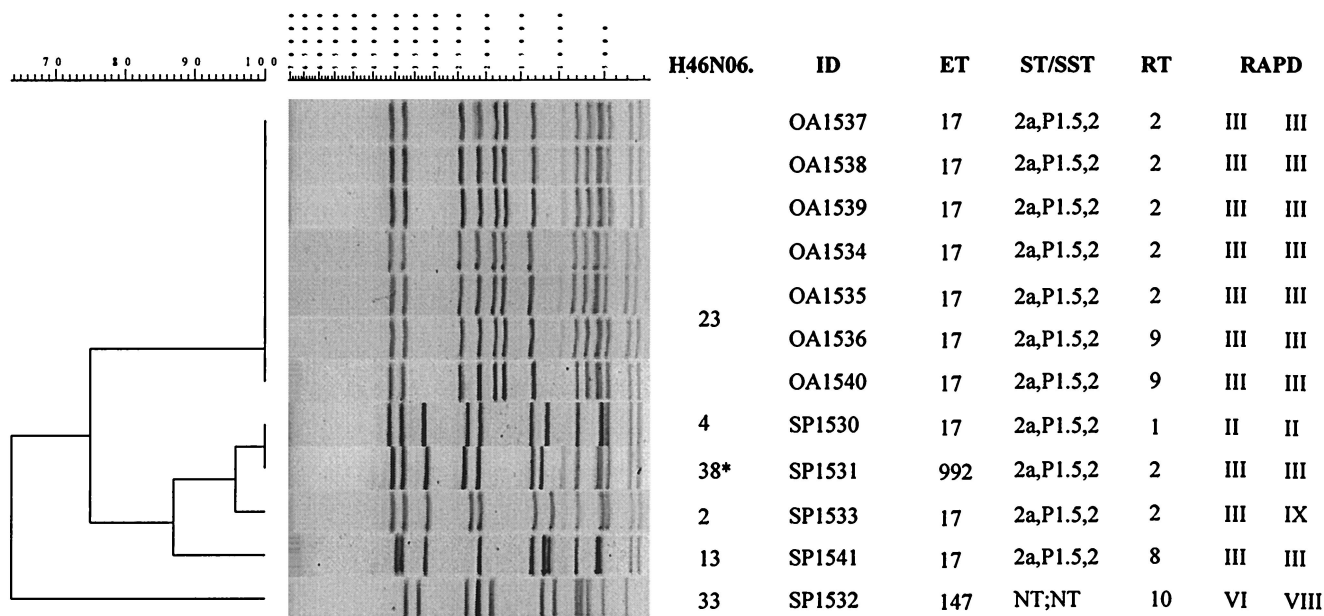 70 80 90 100
H46N06. ID ET ST/SST RT RAPD
OA1537 17 2a,P1.5,2 2 III III
OA1538 17 2a,P1.5,2 2 III III
OA1539 17 2a,P1.5,2 2 III III
OA1534 17 2a,P1.5,2 2 III III
OA1535 17 2a,P1.5,2 2 III III
23
OA1536 17 2a,P1.5,2 9 III III
OA1540 17 2a,P1.5,2 9 III III
4 SP1530 17 2a,P1.5,2 1 II II
38* SP1531 992 2a,P1.5,2 2 III III
2 SP1533 17 2a,P1.5,2 2 III IX
13 SP1541 17 2a,P1.5,2 8 III III
33 SP1532 147 NT;NT 10 VI VIII